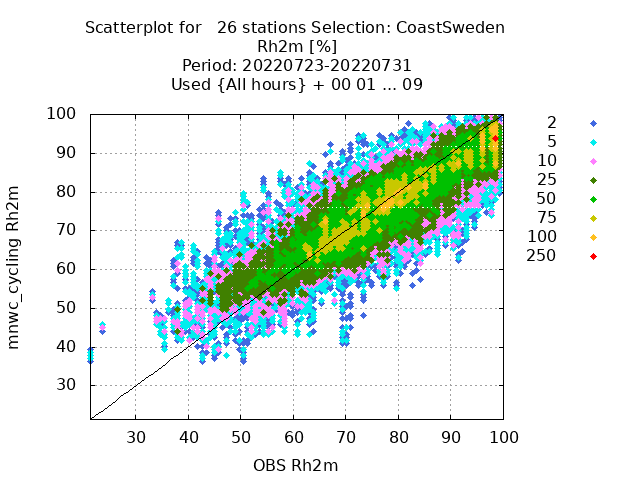 Scatterplot for   26 stations Selection: CoastSweden
Rh2m [%]
Period: 20220723-20220731
Used {All hours} + 00 01 ... 09
100
90
80
70
60
50
40
30
mnwc_cycling Rh2m
30 40 50 60 70 80 90 100
OBS Rh2m
2
5
10
25
50
75
100
250